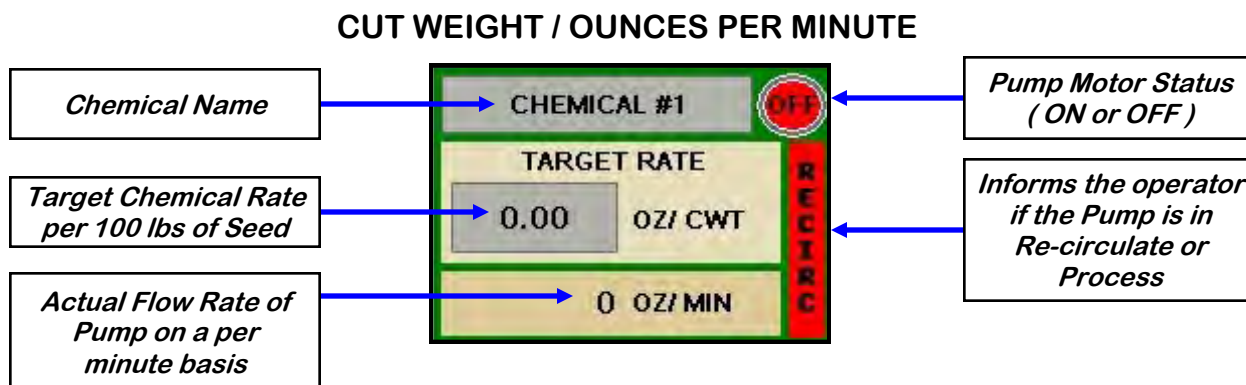 CUT WEIGHT / OUNCES PER MINUTE
Chemical Name
Target Chemical Rate
per 100 lbs of Seed
Actual Flow Rate of
Pump on a per
minute basis
CHEMICAL #1
OFF
TARGET RATE
0.00 OZ/ CWT
0 OZ/ MIN
RECIRC
Pump Motor Status
( ON or OFF )
Informs the operator
if the Pump is in
Re-circulate or
Process